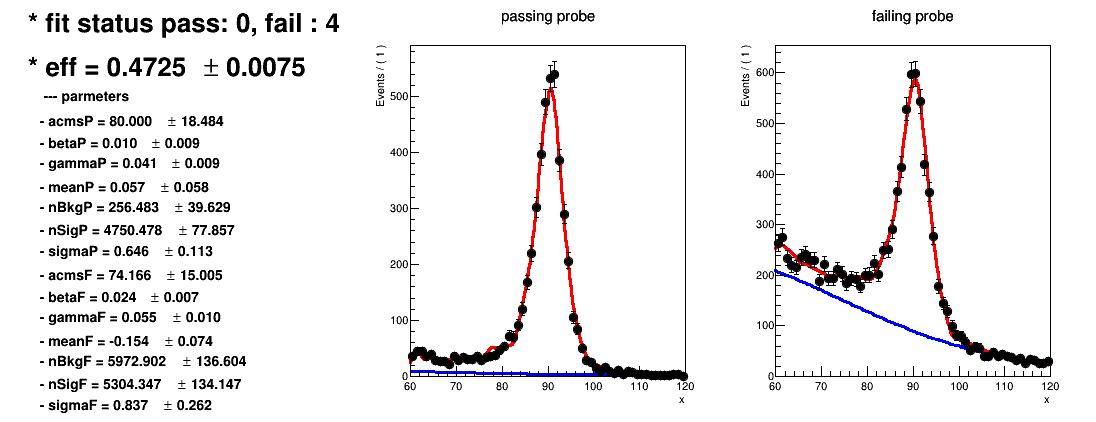 * fit status pass: 0, fail : 4
* eff = 0.4725 ± 0.0075
--- parmeters
- acmsP = 80.000 ± 18.484
- betaP = 0.010 ± 0.009
- gammaP = 0.041 ± 0.009
- meanP = 0.057 ± 0.058
- nBkgP = 256.483 ± 39.629
- nSigP = 4750.478 ± 77.857
- sigmaP = 0.646 ± 0.113
- acmsF = 74.166 ± 15.005
- betaF = 0.024 ± 0.007
- gammaF = 0.055 ± 0.010
- meanF = -0.154 ± 0.074
- nBkgF = 5972.902 ± 136.604
- nSigF = 5304.347 ± 134.147
- sigmaF = 0.837 ± 0.262
passing probe
Events / ( 1 )
500
400
300
200
100
0
60 70 80 90 100 110 120
x
failing probe
Events / ( 1 )
600
500
400
300
200
100
0
60 70 80 90 100 110 120
x